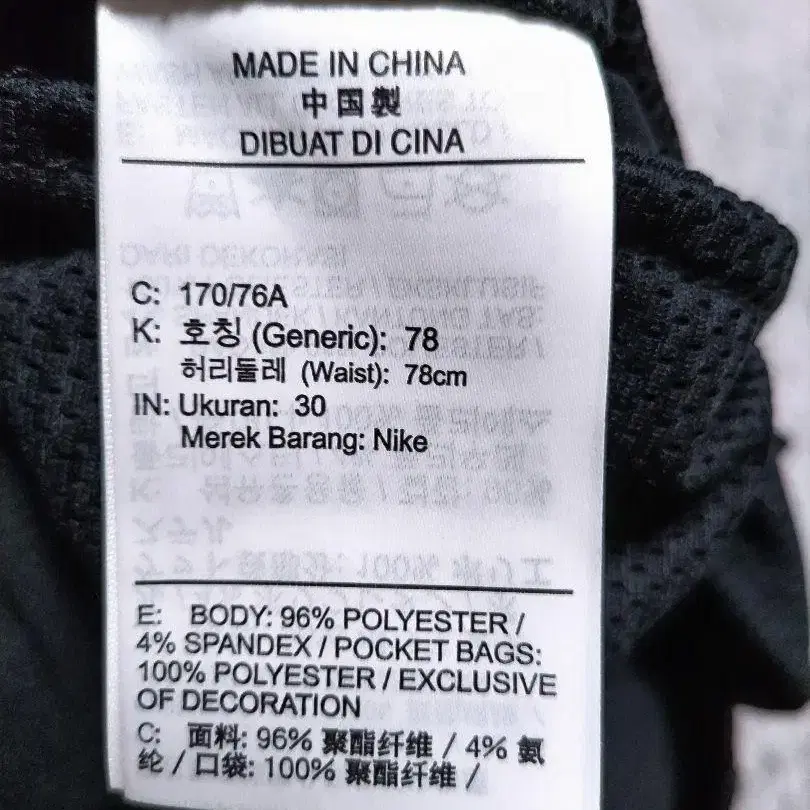 MADE IN CHINA
中国製
DIBUAT DI CINA
C: 170/76A
K: 호칭 (Generic): 78
허리둘레 (Waist): 78cm
IN: Ukuran: 30
Merek Barang: Nike
E: BODY: 96% POLYESTER /
4% SPANDEX / POCKET BAGS:
100% POLYESTER / EXCLUSIVE
OF DECORATION
C: 面料: 96% 聚酯纤维 / 4% 氨
纶 / 口袋: 100% 聚酯纤维 /